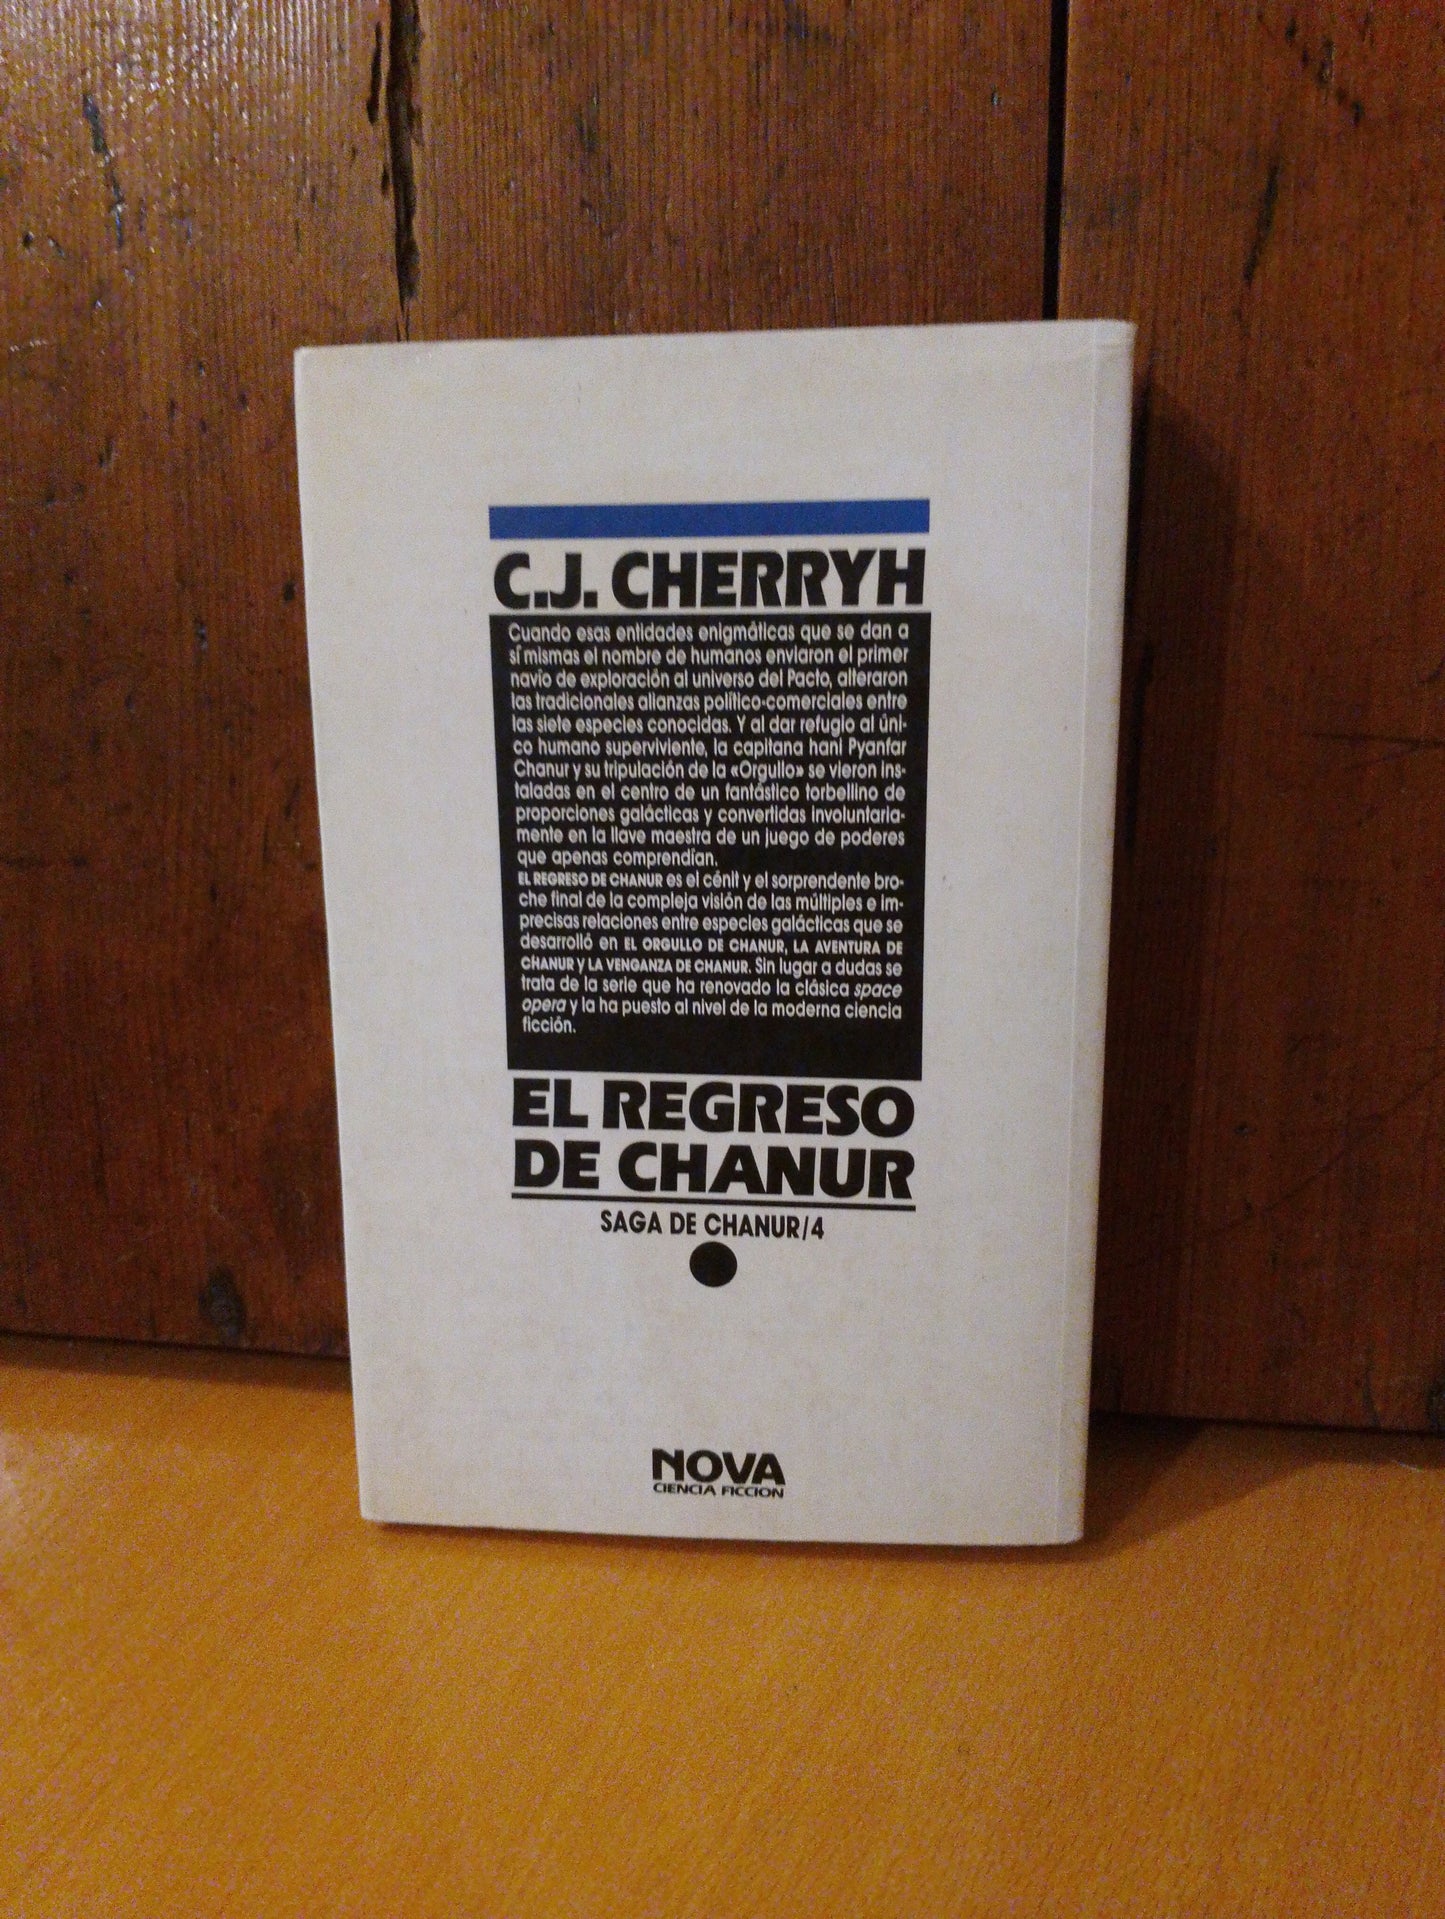 C.J. CHERRYH
Cuando esas entidades enigmáticas que se dan a
sí mismas el nombre de humanos enviaron el primer
navío de exploración al universo del Pacto, alteraron
las tradicionales alianzas político-comerciales entre
las siete especies conocidas. Y al dar refugio al úni-
co humano superviviente, la capitana hani Pyanfar
Chanur y su tripulación de la «Orgullo» se vieron ins-
taladas en el centro de un fantástico torbellino de
proporciones galácticas y convertidas involuntaria-
mente en la llave maestra de un juego de poderes
que apenas comprendían.
EL REGRESO DE CHANUR es el cénit y el sorprendente bro-
che final de la compleja visión de las múltiples e im-
precisas relaciones entre especies galácticas que se
desarrolló en EL ORGULLO DE CHANUR, LA AVENTURA DE
CHANUR y LA VENGANZA DE CHANUR. Sin lugar a dudas se
trata de la serie que ha renovado la clásica space
opera y la ha puesto al nivel de la moderna ciencia
ficción.
EL REGRESO
DE CHANUR
SAGA DE CHANUR/4
NOVA
CIENCIA FICCION